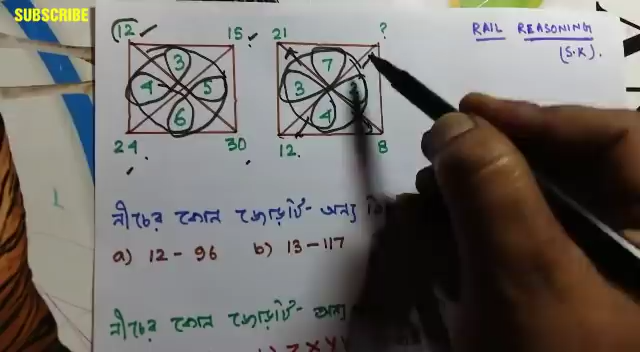 SUBSCRIBE
RAIL REASONING
(S.K).
12 15 21 ?
3 7
4 5 3
6 4
24 30 12 8
নীচের কোন জোড়াটি- অন্য
a) 12 - 96 b) 13 - 117
নীচের কোন জোড়াটি- অন্য